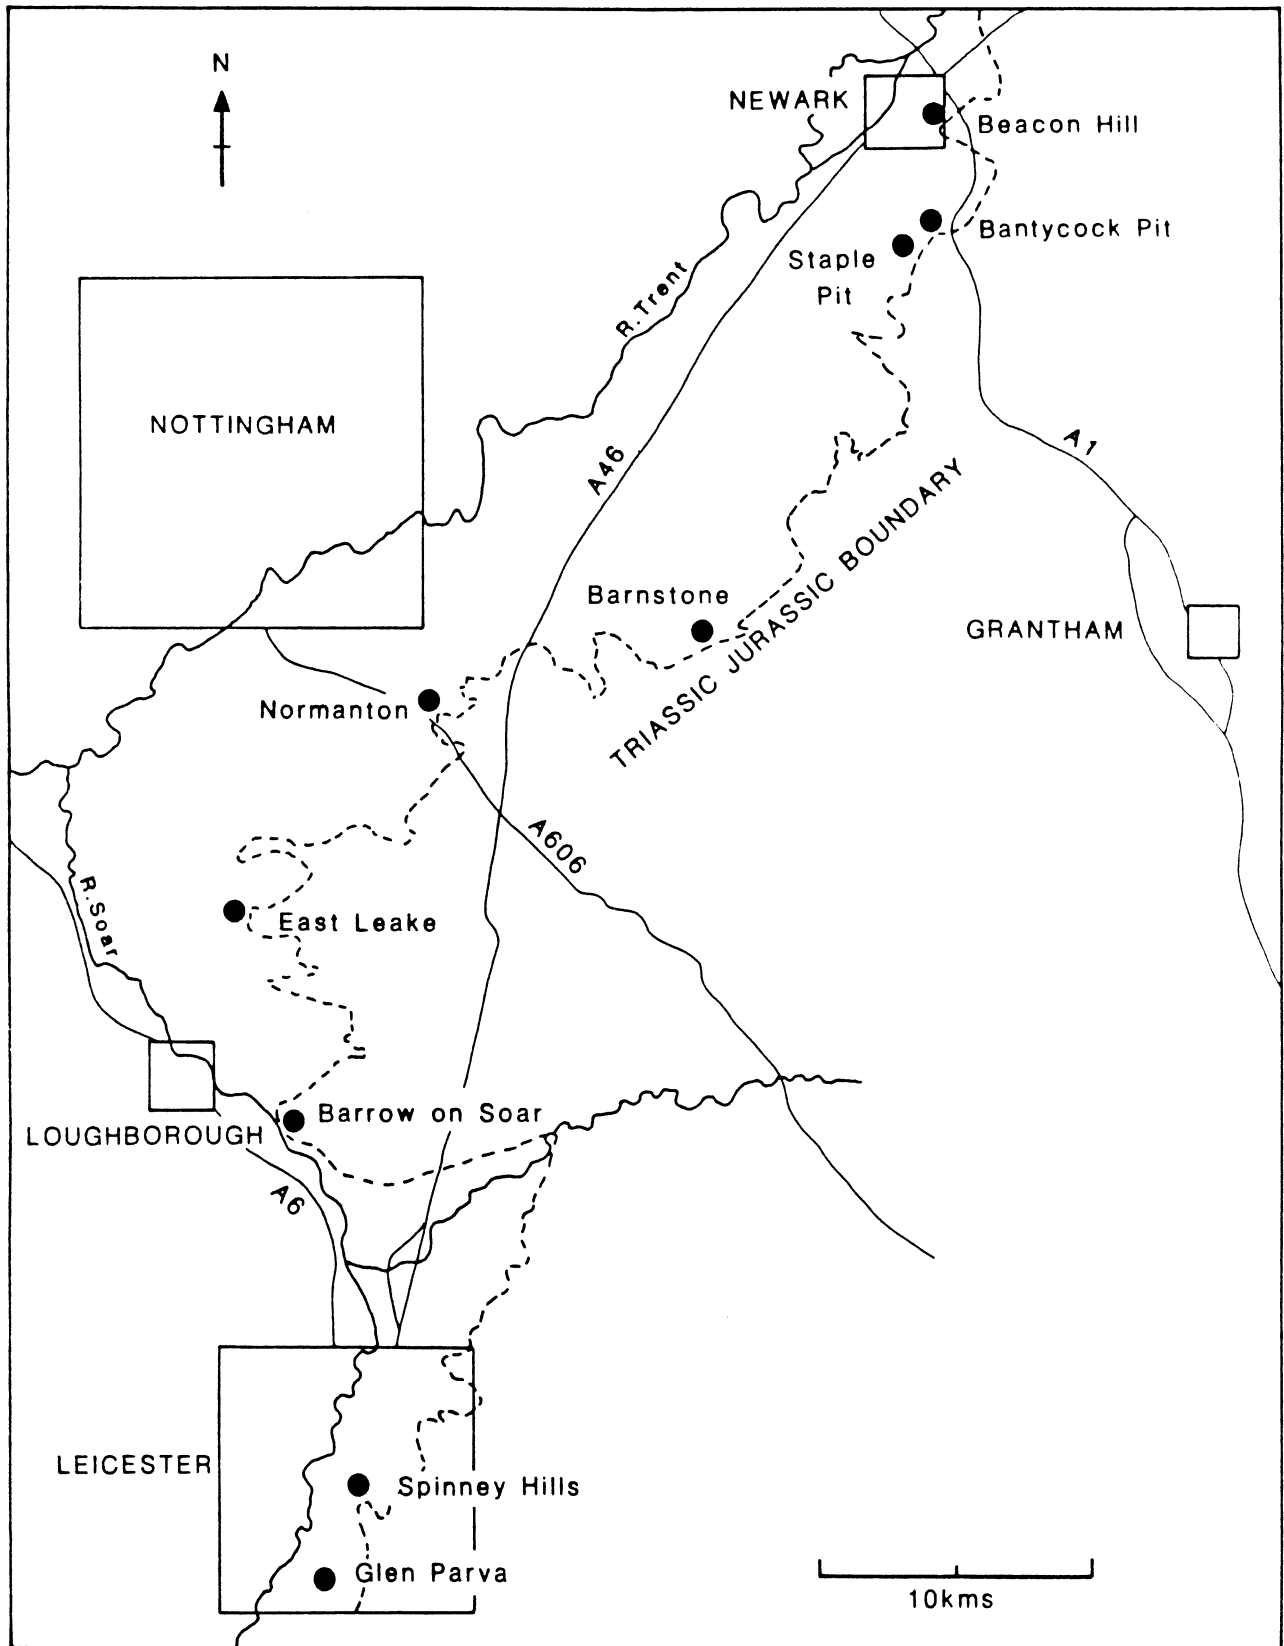 N
NEWARK
Beacon Hill
Bantycock Pit
Staple
Pit
R.Trent
NOTTINGHAM
A46
A1
TRIASSIC JURASSIC BOUNDARY
Barnstone
GRANTHAM
Normanton
A606
R.Soar
East Leake
Barrow on Soar
LOUGHBOROUGH
A6
LEICESTER
Spinney Hills
Glen Parva
10kms